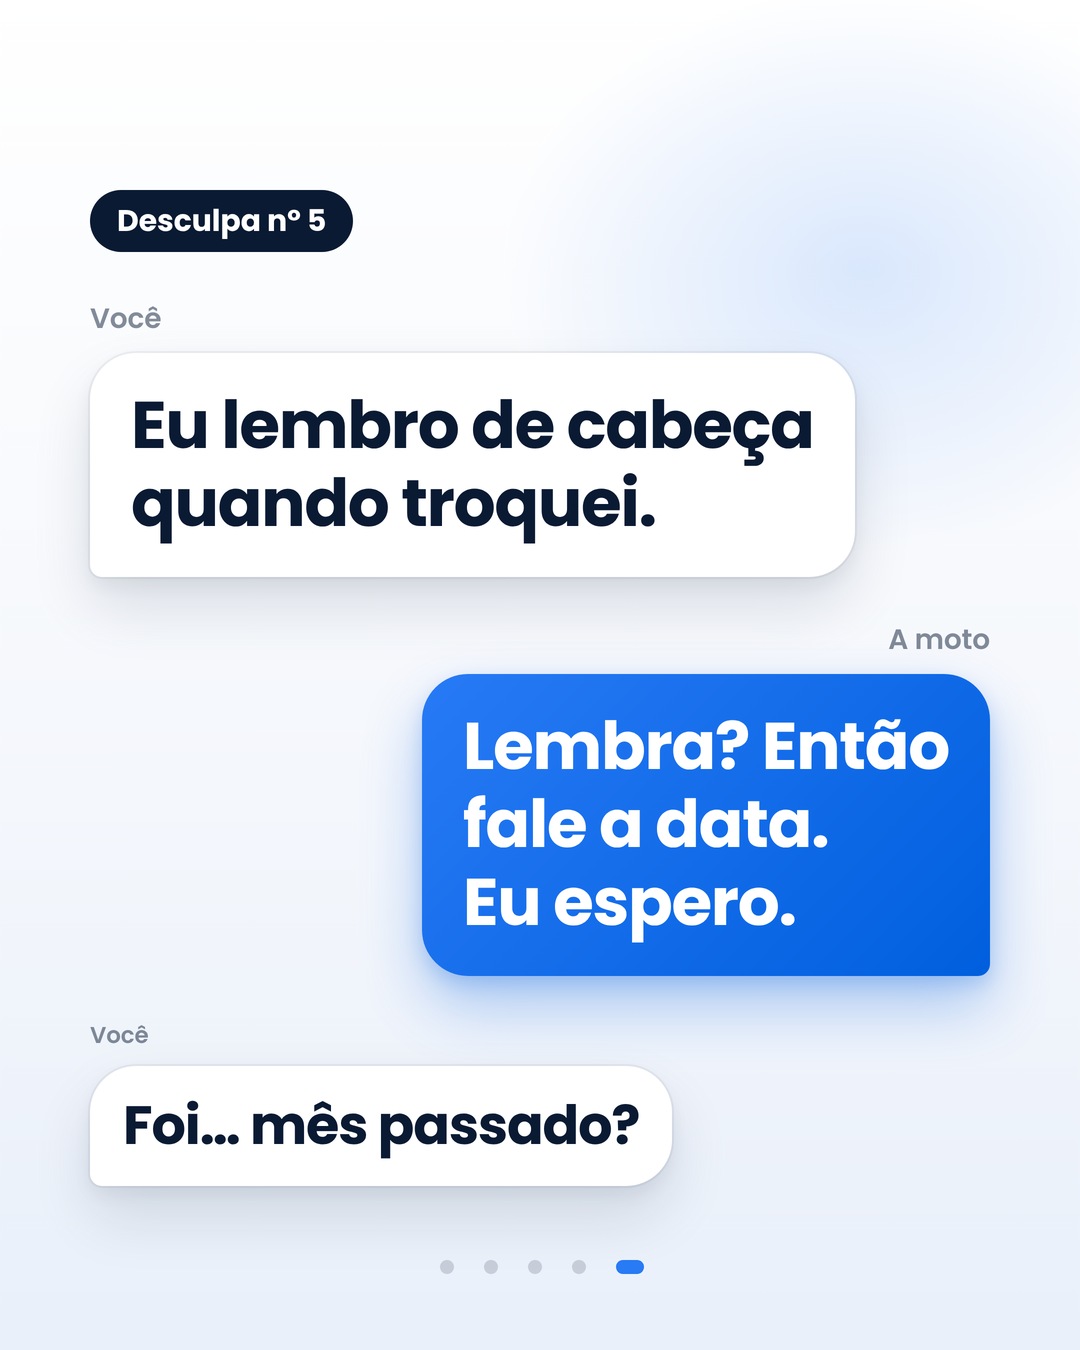 Desculpa nº 5
Você
Eu lembro de cabeça
quando troquei.
A moto
Lembra? Então
fale a data.
Eu espero.
Você
Foi... mês passado?